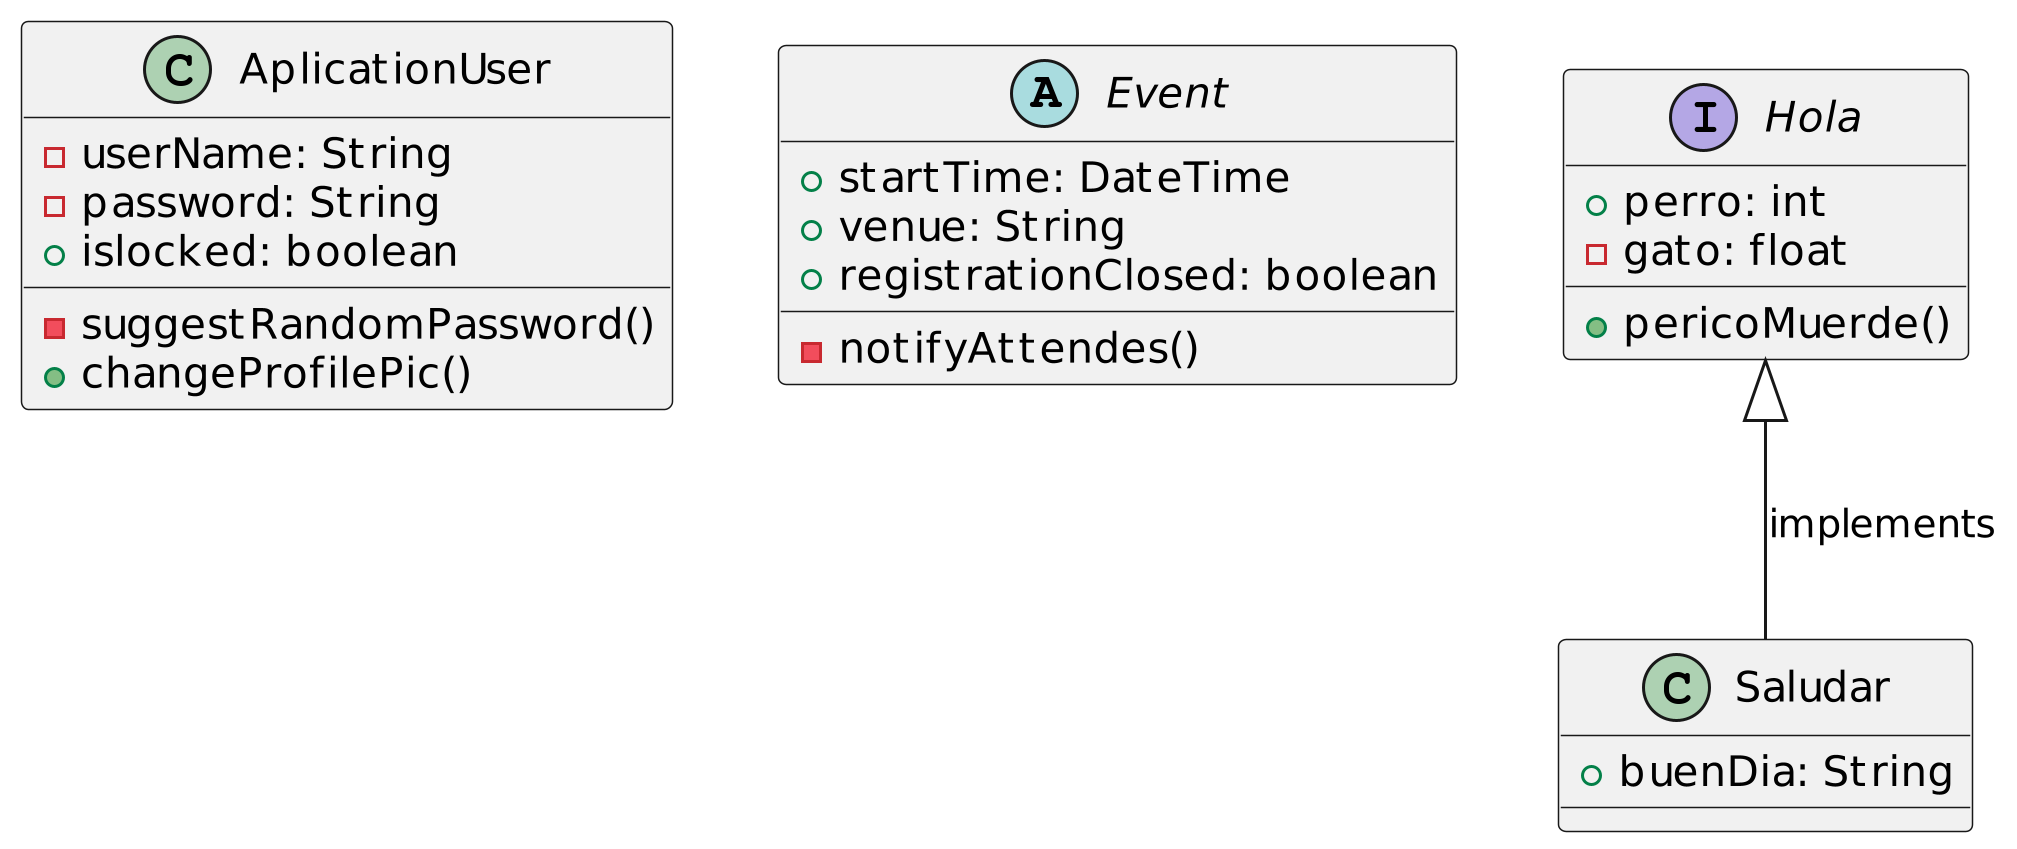 C AplicationUser
userName: String
password: String
islocked: boolean
suggestRandomPassword()
changeProfilePic()
A Event
startTime: DateTime
venue: String
registrationClosed: boolean
notifyAttendes()
I Hola
perro: int
gato: float
pericoMuerde()
implements
C Saludar
buenDia: String